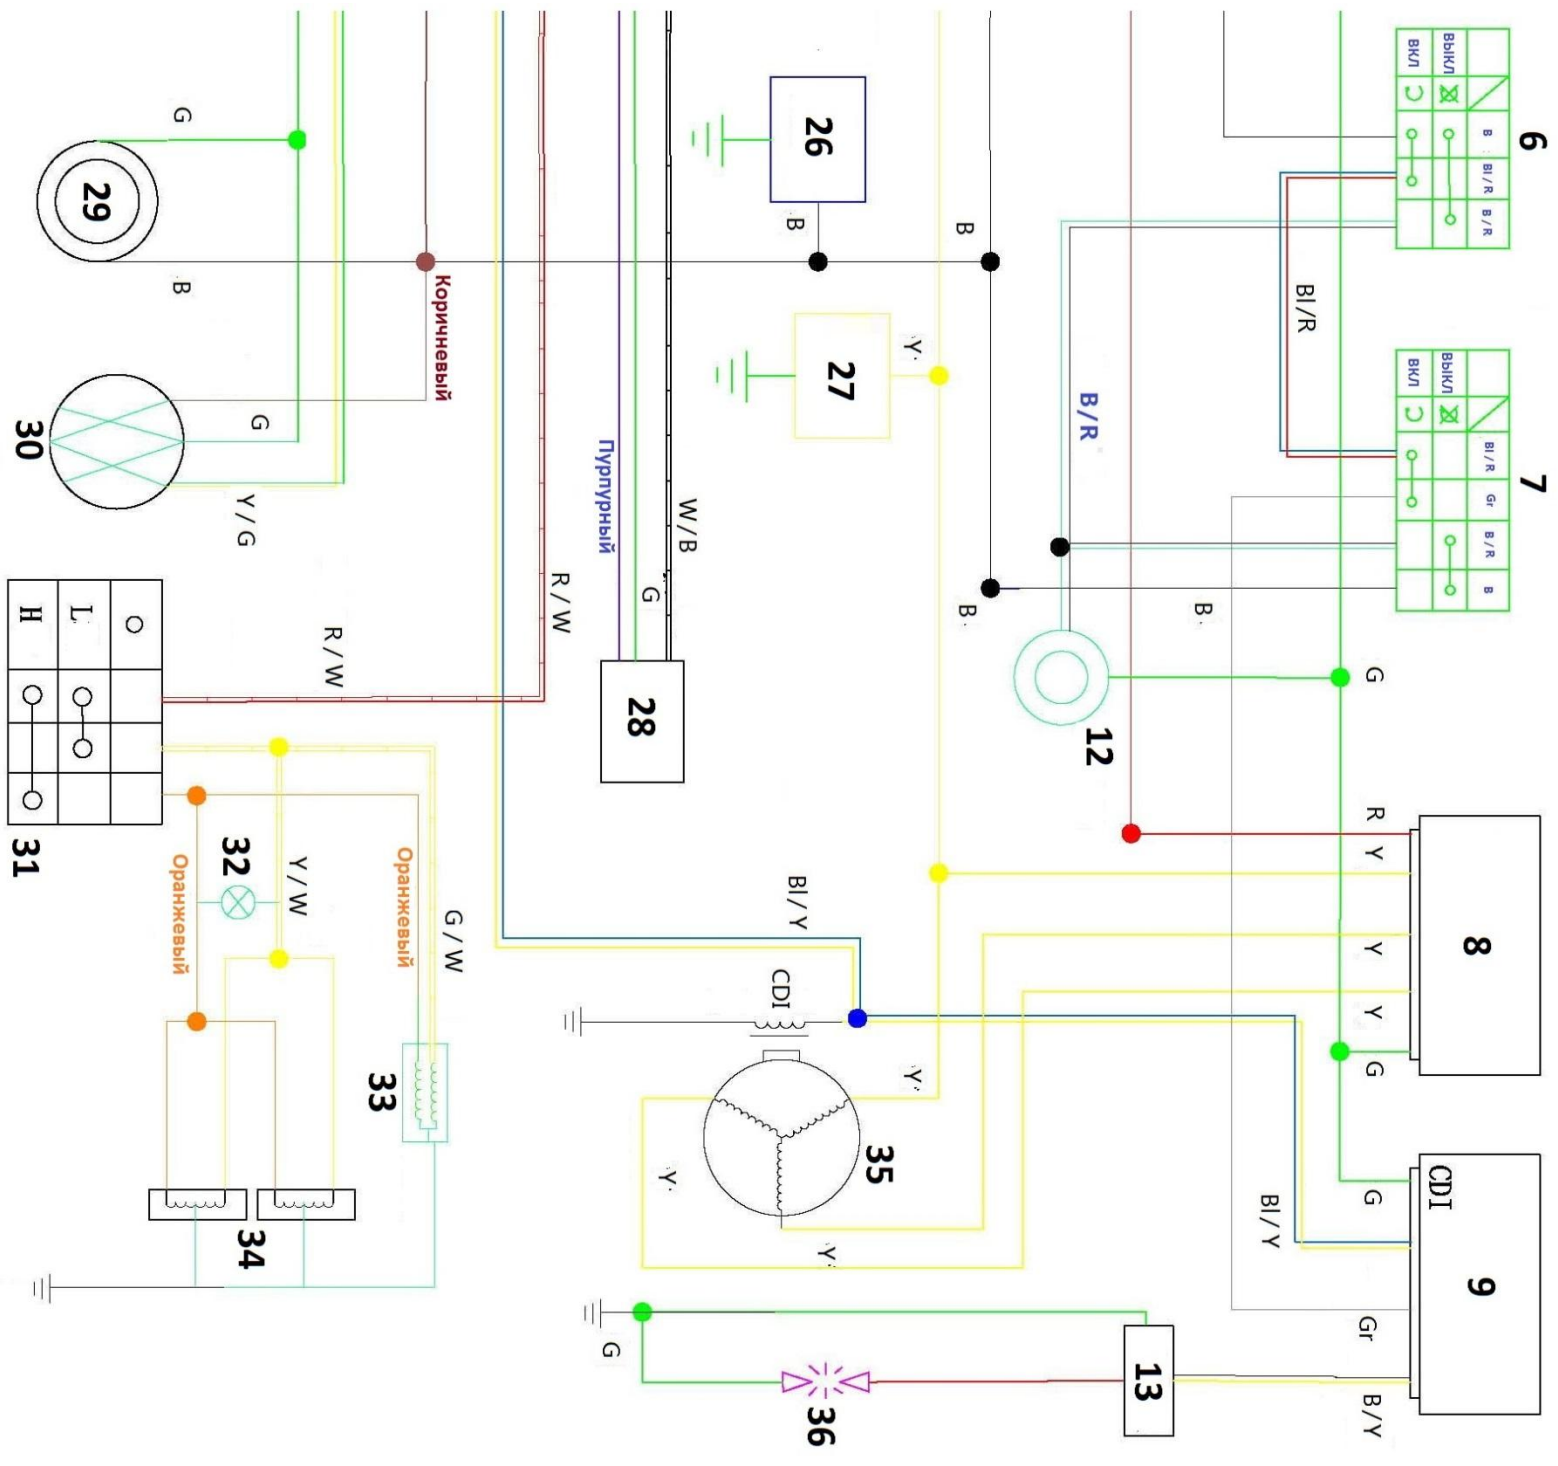 ВКЛ
ВЫКЛ
B
Bl/R
B/R
6
G
29
B
26
B
B
Bl/R
Коричневый
27
Y
B/R
ВКЛ
ВЫКЛ
Bl/R
Gr
B/R
B
7
30
G
Y/G
Пурпурный
W/B
G
28
R/W
R/W
B
B
12
G
H
L
31
32
Оранжевый
Y/W
Оранжевый
G/W
33
34
Bl/Y
CDI
35
Y
Y
Y
R
Y
Y
Y
G
8
G
CDI
9
Bl/Y
Gr
B/Y
13
36
G